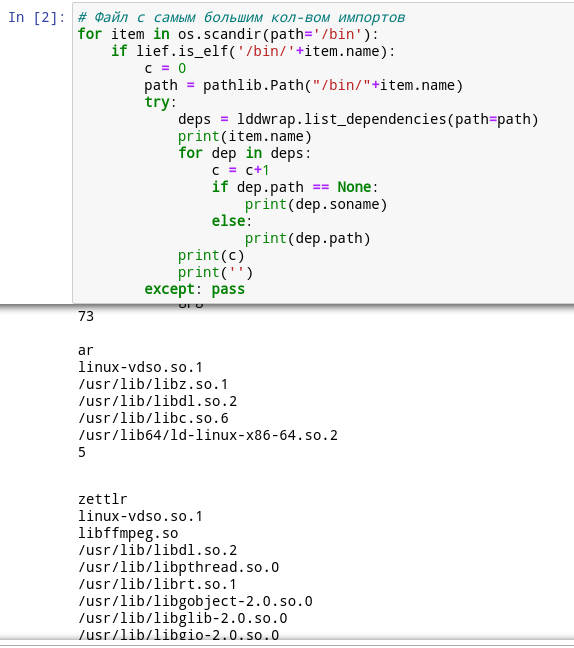 In [2]: # Файл с самым большим кол-вом импортов
for item in os.scandir(path='/bin'):
    if lief.is_elf('/bin/'+item.name):
        c = 0
        path = pathlib.Path("/bin/"+item.name)
        try:
            deps = lddwrap.list_dependencies(path=path)
            print(item.name)
            for dep in deps:
                c = c+1
                if dep.path == None:
                    print(dep.soname)
                else:
                    print(dep.path)
            print(c)
            print('')
        except: pass
73
ar
linux-vdso.so.1
/usr/lib/libz.so.1
/usr/lib/libdl.so.2
/usr/lib/libc.so.6
/usr/lib64/ld-linux-x86-64.so.2
5
zettlr
linux-vdso.so.1
libffmpeg.so
/usr/lib/libdl.so.2
/usr/lib/libpthread.so.0
/usr/lib/librt.so.1
/usr/lib/libgobject-2.0.so.0
/usr/lib/libglib-2.0.so.0
/usr/lib/libgio-2.0.so.0